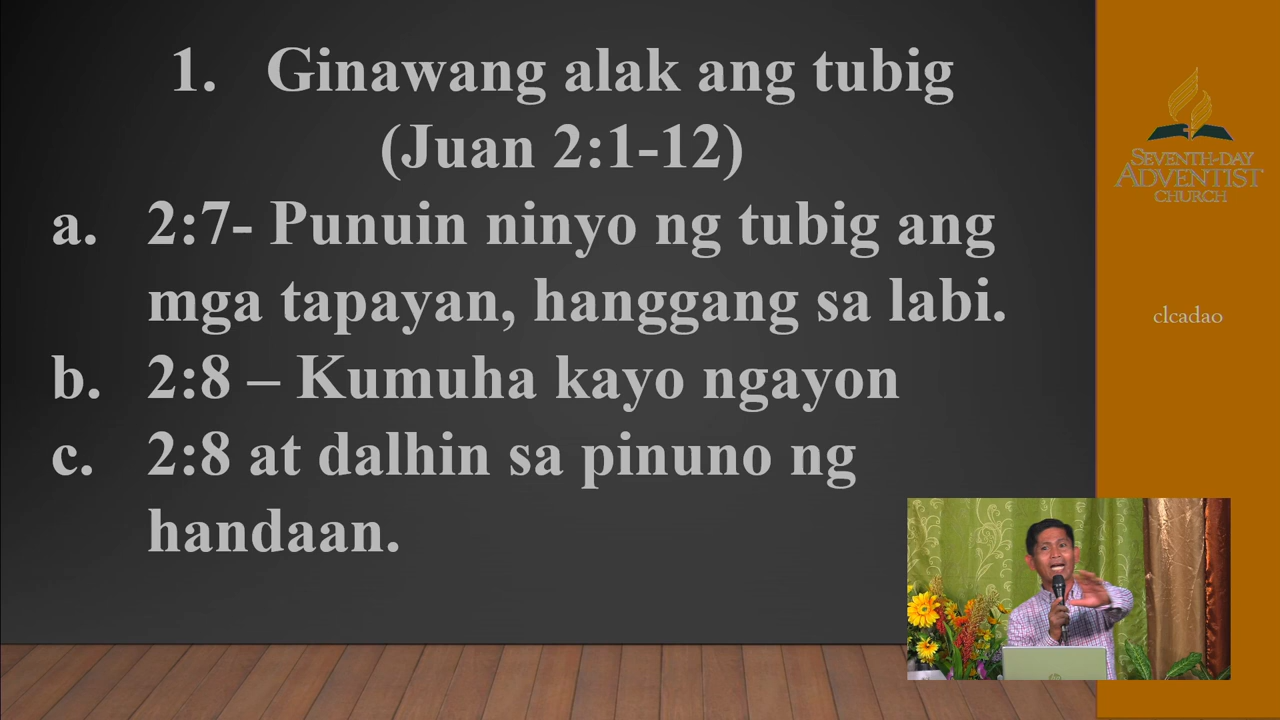 1. Ginawang alak ang tubig
(Juan 2:1-12)
a. 2:7- Punuin ninyo ng tubig ang
mga tapayan, hanggang sa labi.
b. 2:8 – Kumuha kayo ngayon
c. 2:8 at dalhin sa pinuno ng
handaan.
SEVENTH-DAY
ADVENTIST
CHURCH
clcadao